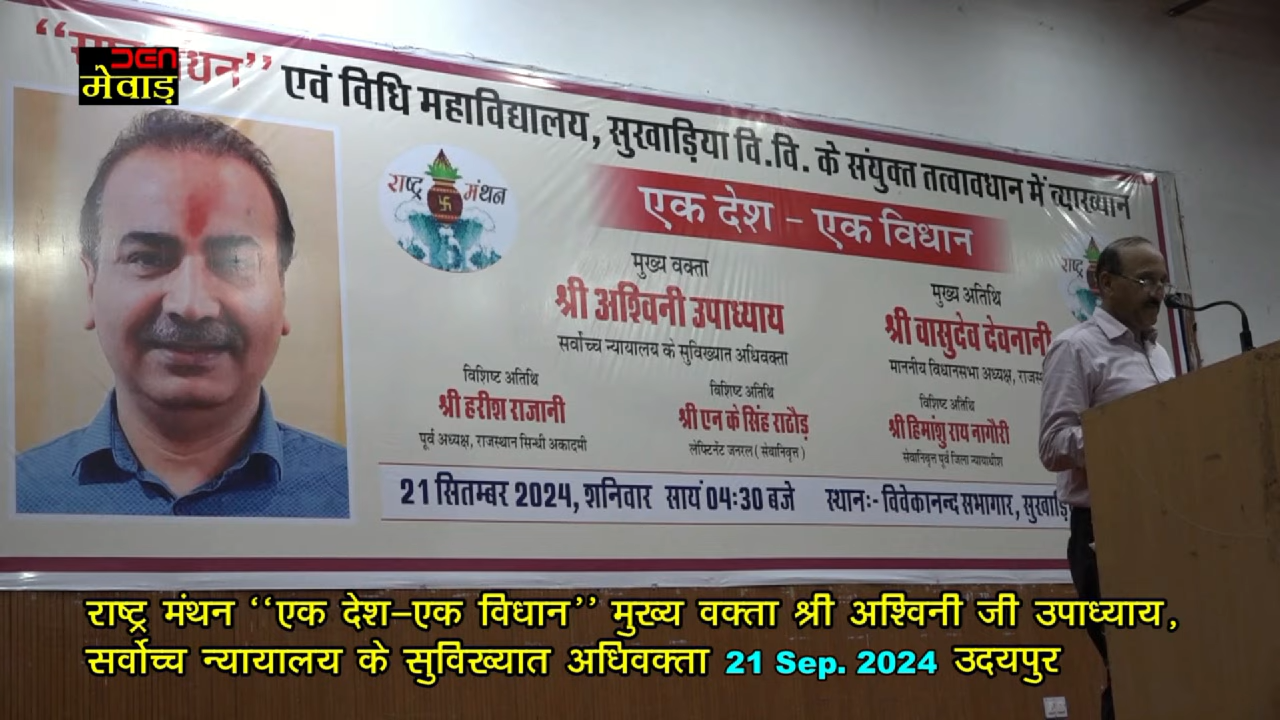 DEN
मेवाड़
एवं विधि महाविद्यालय, सुखाड़िया वि.वि. के संयुक्त तत्वावधान में व्याख्यान
राष्ट्र मंथन
एक देश - एक विधान
राष्ट्र
मुख्य वक्ता
श्री अश्विनी उपाध्याय
सर्वोच्च न्यायालय के सुविख्यात अधिवक्ता
मुख्य अतिथि
श्री वासुदेव देवनानी
माननीय विधानसभा अध्यक्ष,
विशिष्ट अतिथि
श्री हरीश राजानी
पूर्व अध्यक्ष, राजस्थान सिन्धी अकादमी
विशिष्ट अतिथि
श्री एन के सिंह राठौड़
लेफ्टिनेंट जनरल ( सेवानिवृत्त )
विशिष्ट अतिथि
श्री हिमांशु राय नागौरी
सेवानिवृत्त पूर्व जिला न्यायाधीश
21 सितम्बर 2024, शनिवार सायं 04:30 बजे स्थान:- विवेकानन्द सभागार,
राष्ट्र मंथन ‘‘एक देश–एक विधान’’ मुख्य वक्ता श्री अश्विनी जी उपाध्याय,
सर्वोच्च न्यायालय के सुविख्यात अधिवक्ता 21 Sep. 2024 उदयपुर